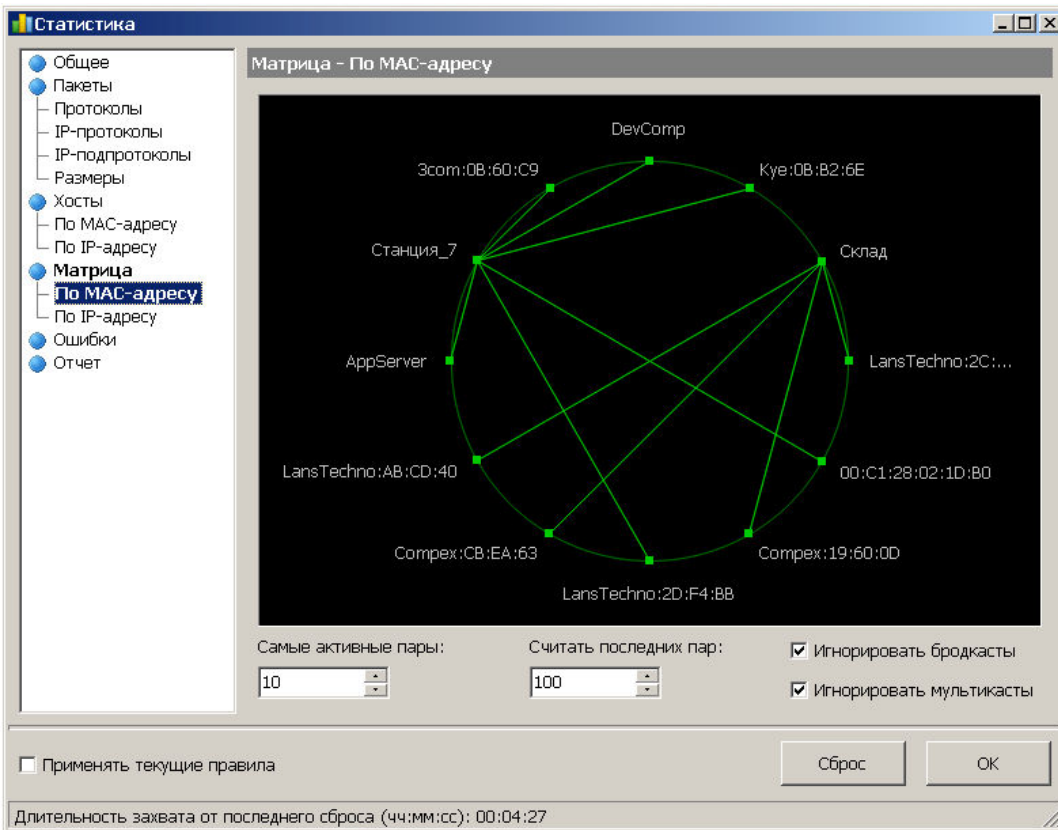 Статистика
Общее
Пакеты
Протоколы
IP-протоколы
IP-подпротоколы
Размеры
Хосты
По MAC-адресу
По IP-адресу
Матрица
По MAC-адресу
По IP-адресу
Ошибки
Отчет
Матрица - По MAC-адресу
DevComp
3com:0B:60:C9
Kye:0B:B2:6E
Станция_7
Склад
AppServer
LansTechno:2C:...
LansTechno:AB:CD:40
00:C1:28:02:1D:B0
Compex:CB:EA:63
Compex:19:60:0D
LansTechno:2D:F4:BB
Самые активные пары:
Считать последних пар:
Игнорировать бродкасты
10
100
Игнорировать мультикасты
Применять текущие правила
Сброс
OK
Длительность захвата от последнего сброса (чч:мм:сс): 00:04:27